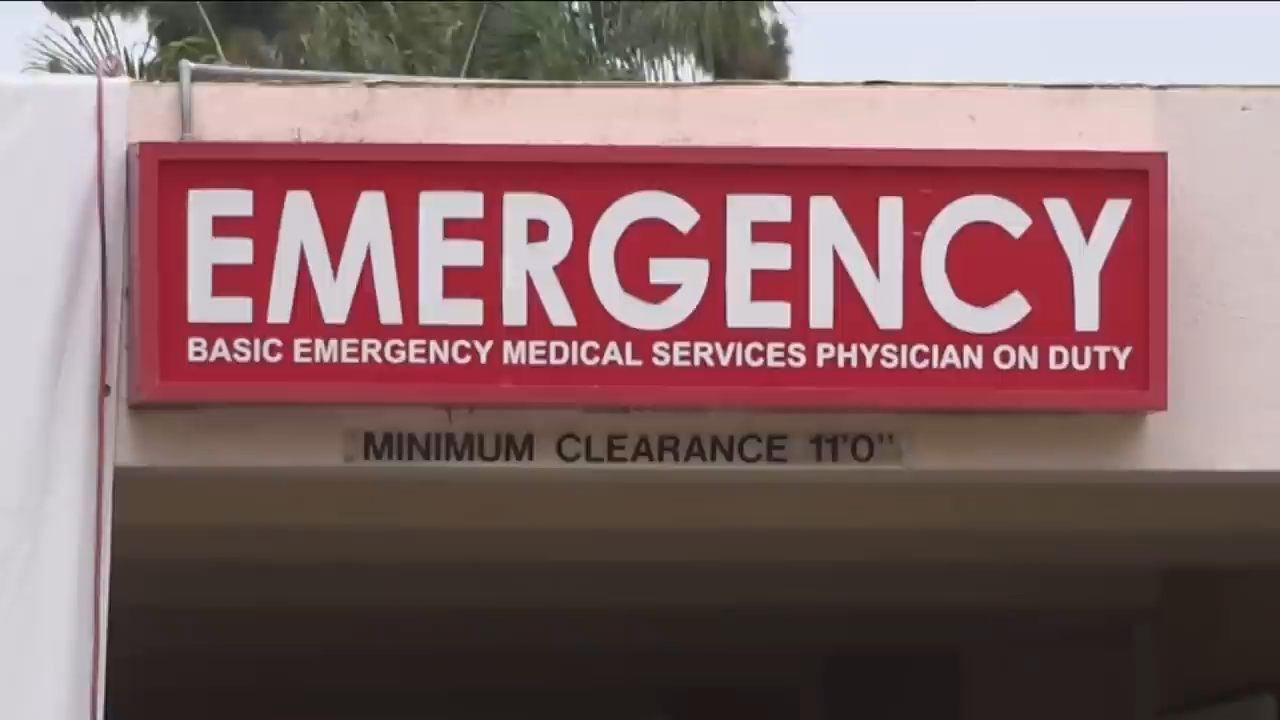 EMERGENCY
BASIC EMERGENCY MEDICAL SERVICES PHYSICIAN ON DUTY
MINIMUM CLEARANCE 11'0"